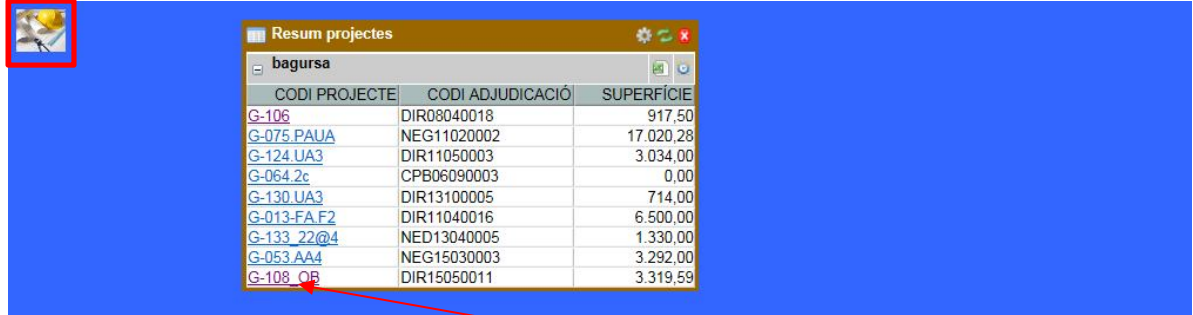 Resum projectes
bagursa
CODI PROJECTE CODI ADJUDICACIÓ SUPERFÍCIE
G-106 DIR08040018 917,50
G-075.PAUA NEG11020002 17.020,28
G-124.UA3 DIR11050003 3.034,00
G-064.2c CPB06090003 0,00
G-130.UA3 DIR13100005 714,00
G-013-FA.F2 DIR11040016 6.500,00
G-133_22@4 NED13040005 1.330,00
G-053.AA4 NEG15030003 3.292,00
G-108_OB DIR15050011 3.319,59